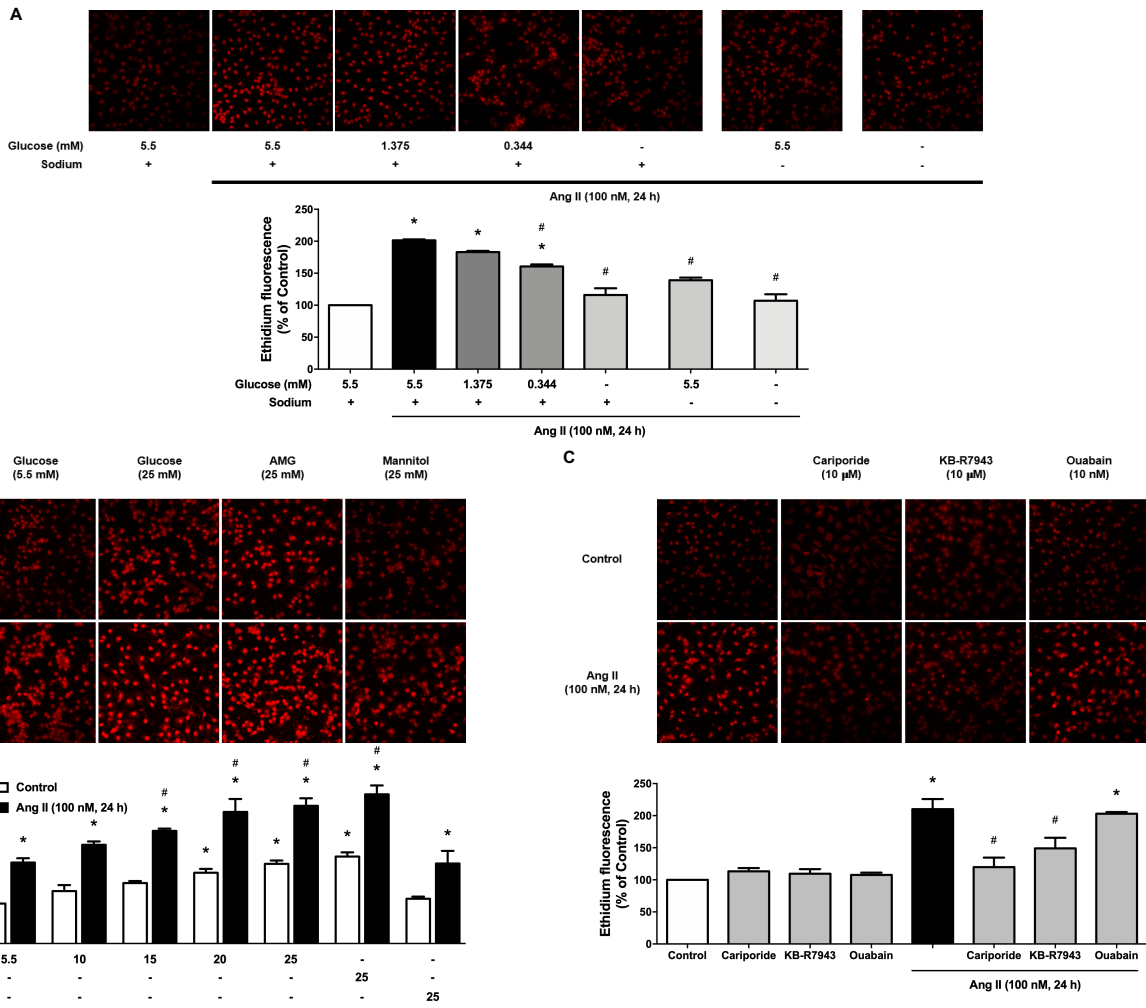 A
Glucose (mM) 5.5 5.5 1.375 0.344 - 5.5 -
Sodium + + + + + - -
Ang II (100 nM, 24 h)
Ethidium fluorescence
(% of Control)
250
200
150
100
50
0
* * # * # # #
Glucose (mM) 5.5 5.5 1.375 0.344 - 5.5 -
Sodium + + + + + - -
Ang II (100 nM, 24 h)
Glucose
(5.5 mM)
Glucose
(25 mM)
AMG
(25 mM)
Mannitol
(25 mM)
Control
Ang II (100 nM, 24 h)
* * # * * # * * # * * # * *
5.5 10 15 20 25 - -
- - - - - 25 -
- - - - - - 25
C
Cariporide
(10 μM)
KB-R7943
(10 μM)
Ouabain
(10 nM)
Control
Ang II
(100 nM, 24 h)
Ethidium fluorescence
(% of Control)
250
200
150
100
50
0
* # # *
Control Cariporide KB-R7943 Ouabain Cariporide KB-R7943 Ouabain
Ang II (100 nM, 24 h)